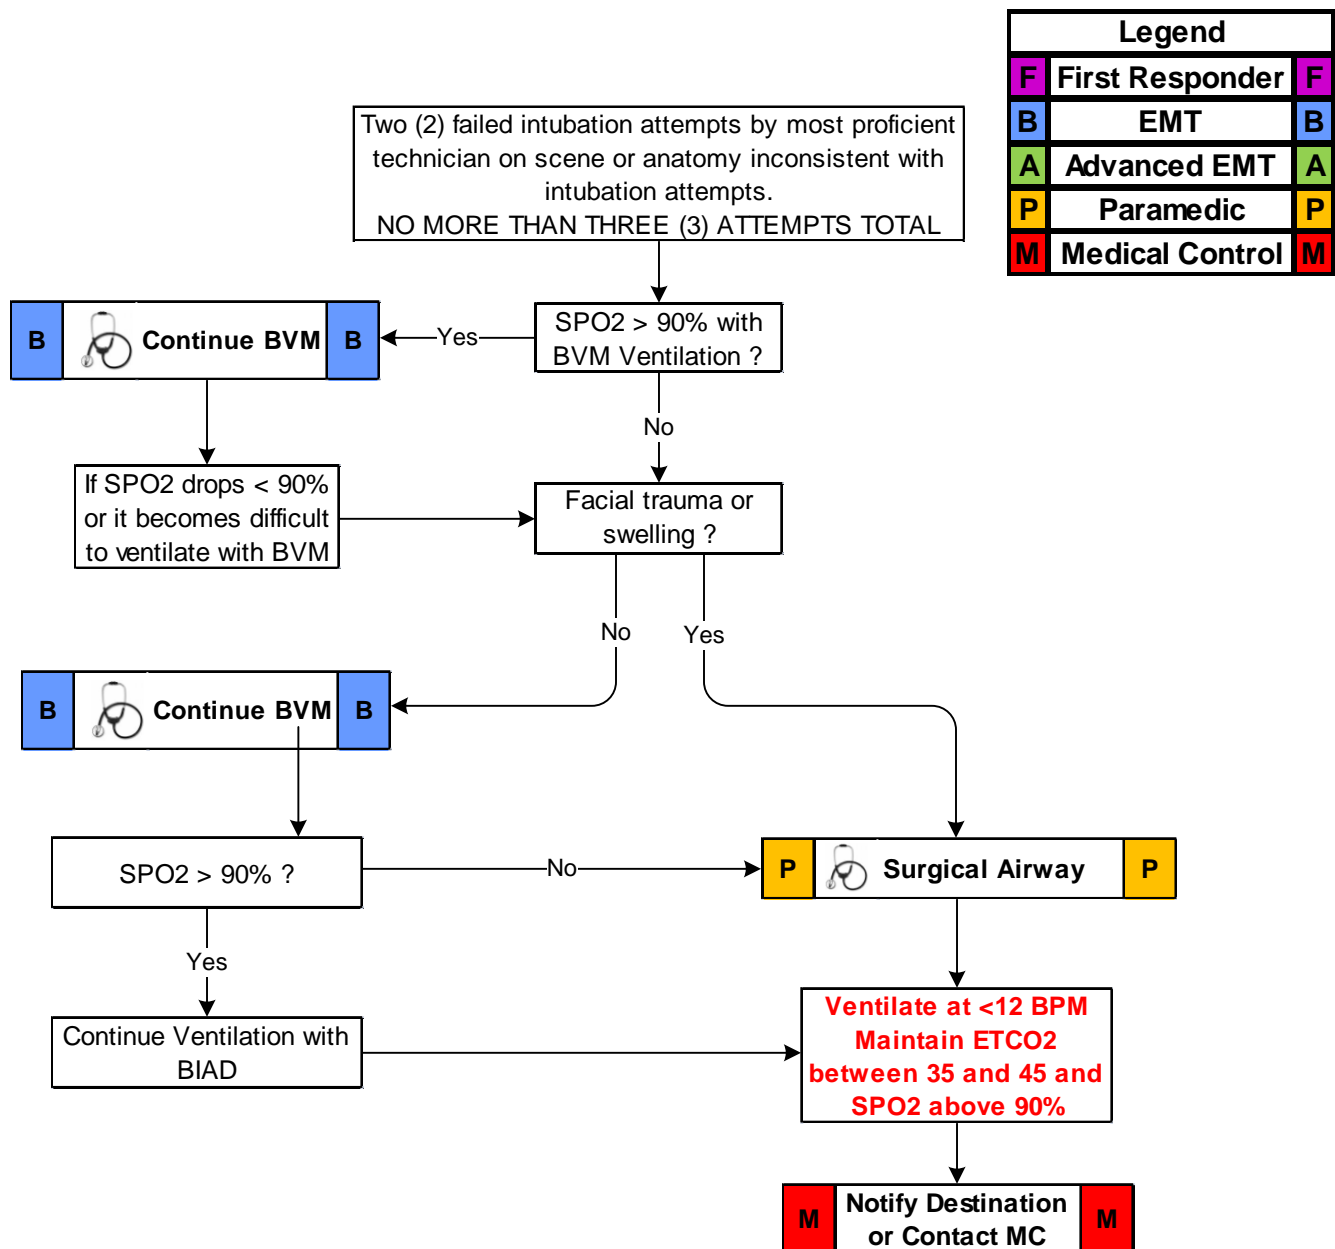 Legend
F First Responder F
B EMT B
A Advanced EMT A
P Paramedic P
M Medical Control M
Two (2) failed intubation attempts by most proficient
technician on scene or anatomy inconsistent with
intubation attempts.
NO MORE THAN THREE (3) ATTEMPTS TOTAL
SPO2 > 90% with
BVM Ventilation ?
Yes
B Continue BVM B
No
If SPO2 drops < 90%
or it becomes difficult
to ventilate with BVM
Facial trauma or
swelling ?
No
Yes
B Continue BVM B
SPO2 > 90% ?
No
P Surgical Airway P
Yes
Continue Ventilation with
BIAD
Ventilate at <12 BPM
Maintain ETCO2
between 35 and 45 and
SPO2 above 90%
M Notify Destination M
or Contact MC